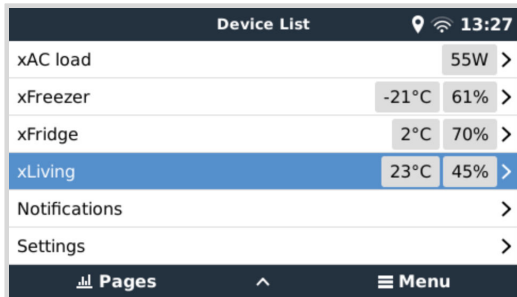 Device List 13:27
xAC load 55W
xFreezer -21°C 61%
xFridge 2°C 70%
xLiving 23°C 45%
Notifications
Settings
Pages Menu